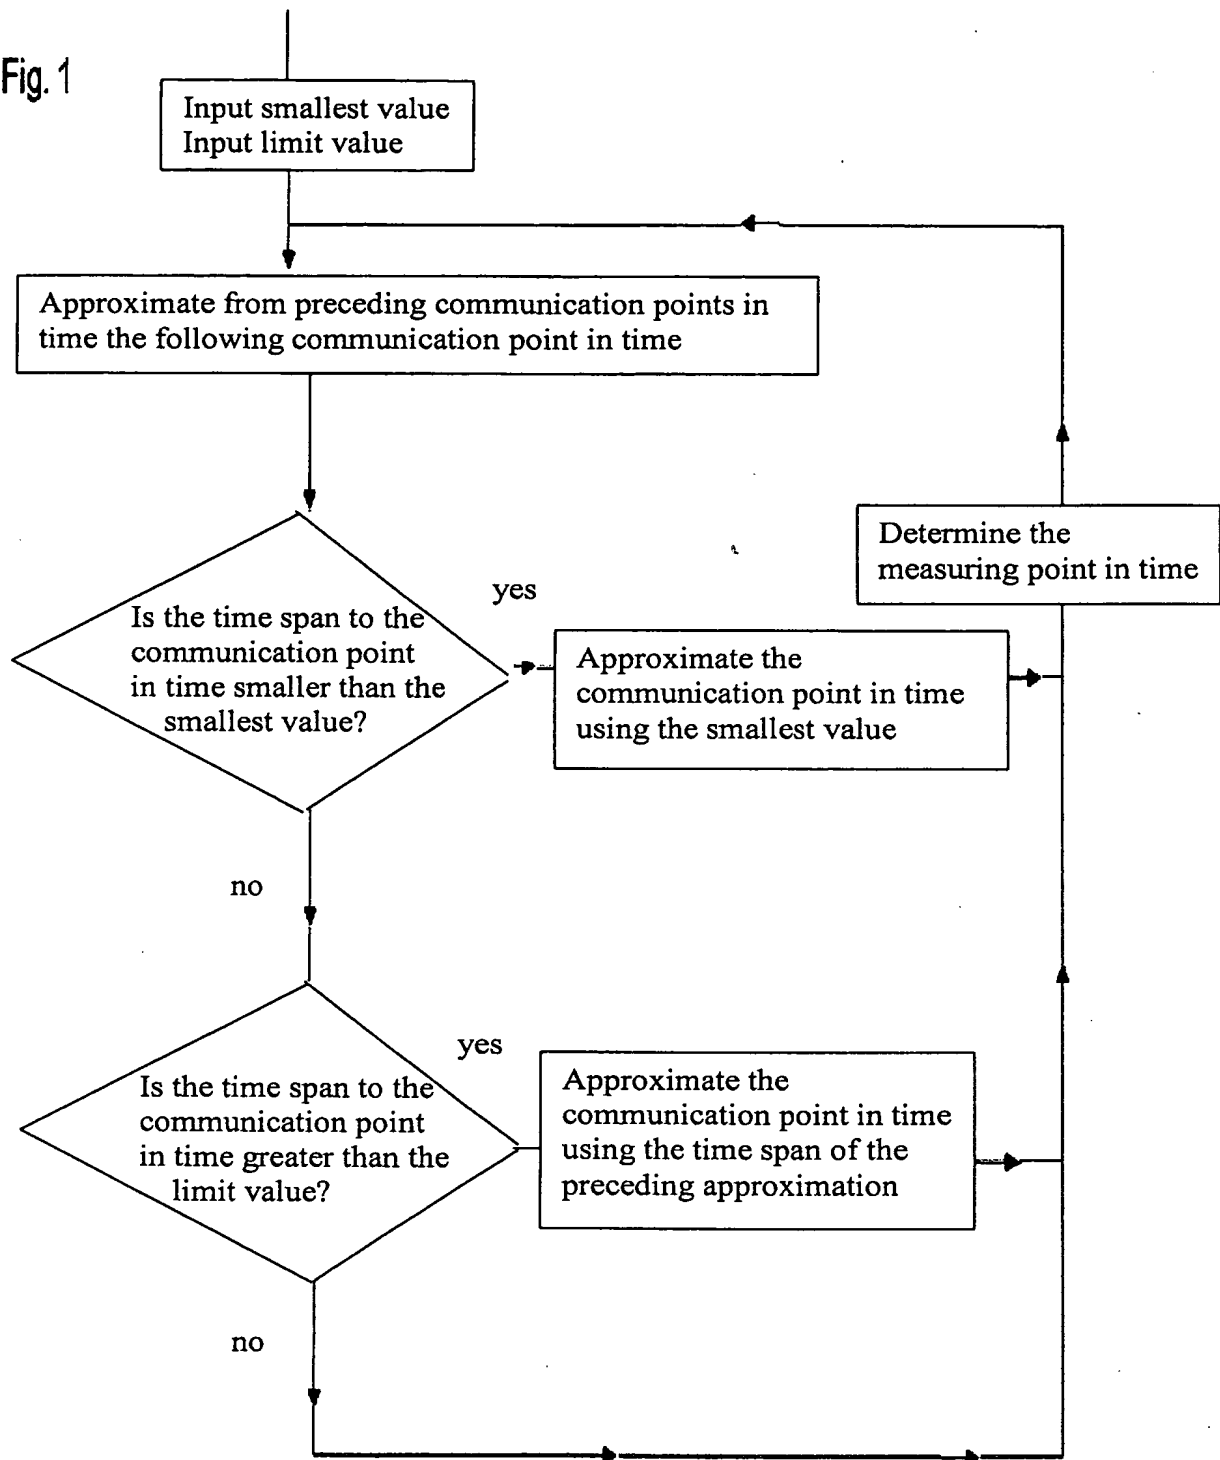 Fig. 1
Input smallest value
Input limit value
Approximate from preceding communication points in
time the following communication point in time
Is the time span to the
communication point
in time smaller than the
smallest value?
yes
Approximate the
communication point in time
using the smallest value
Determine the
measuring point in time
no
Is the time span to the
communication point
in time greater than the
limit value?
yes
Approximate the
communication point in time
using the time span of the
preceding approximation
no